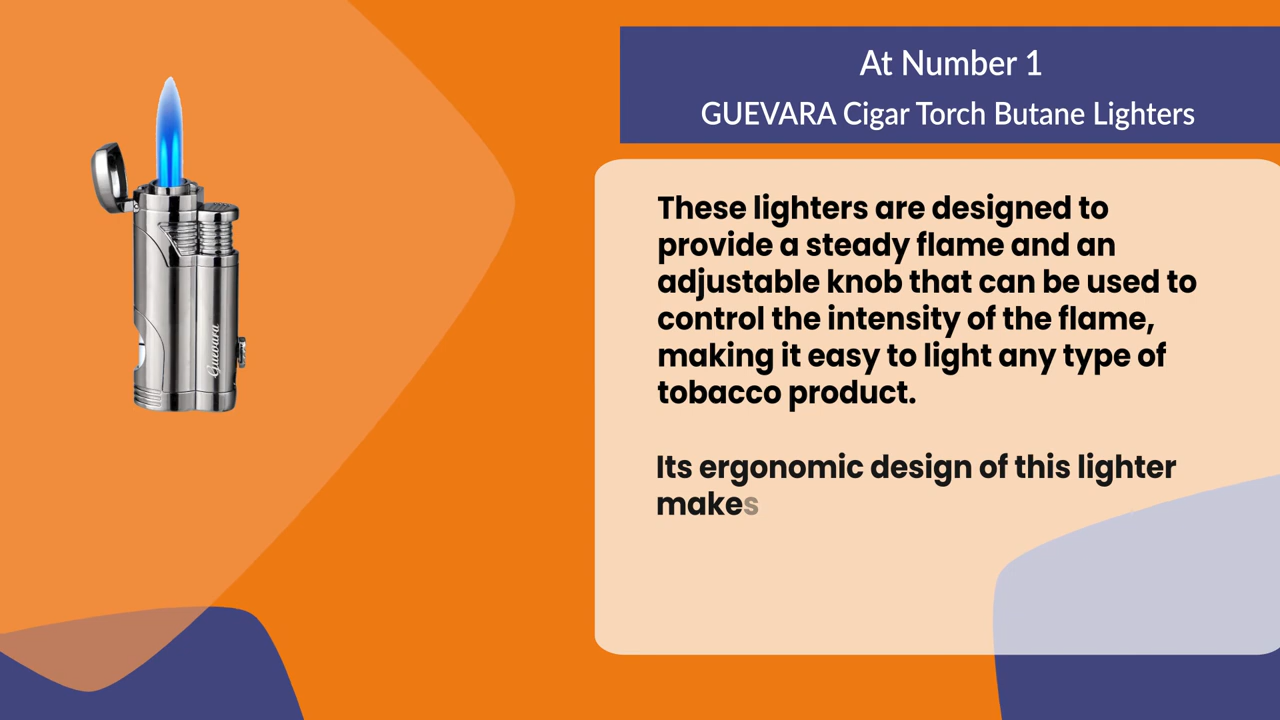 At Number 1
GUEVARA Cigar Torch Butane Lighters
These lighters are designed to
provide a steady flame and an
adjustable knob that can be used to
control the intensity of the flame,
making it easy to light any type of
tobacco product.
Its ergonomic design of this lighter
makes
Guevara